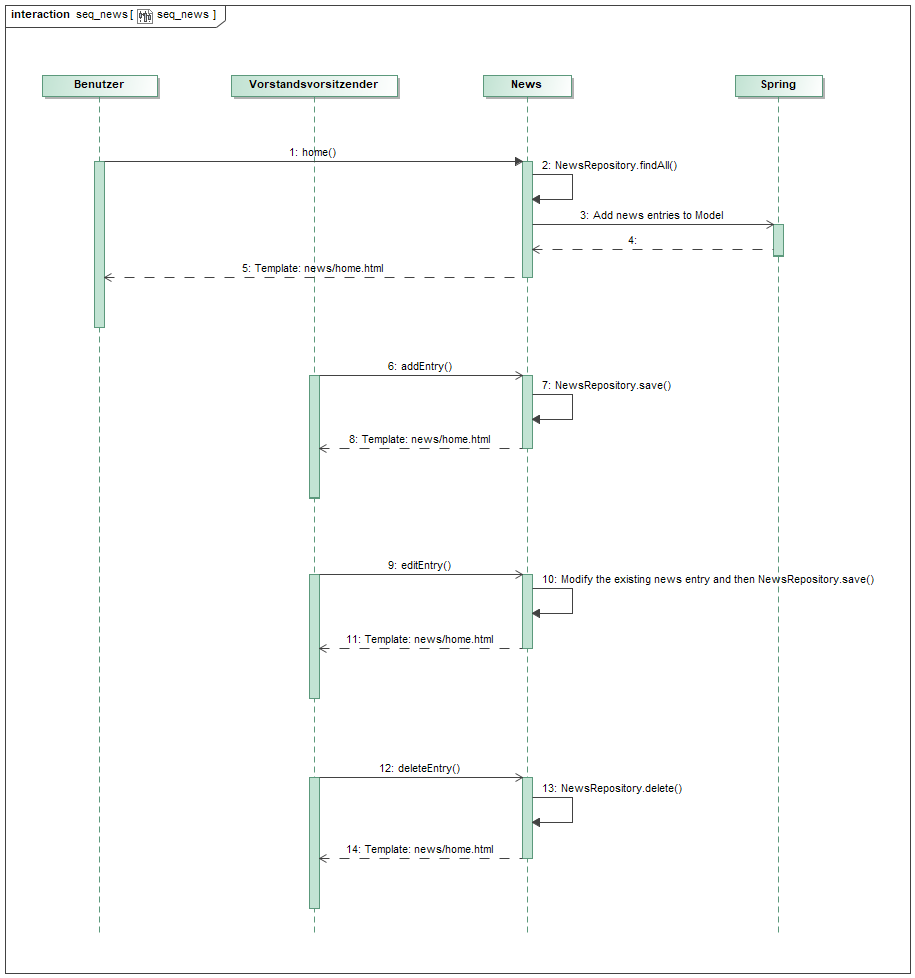 interaction seq_news [ seq_news ]
Benutzer Vorstandsvorsitzender News Spring
1: home()
2: NewsRepository.findAll()
3: Add news entries to Model
4:
5: Template: news/home.html
6: addEntry()
7: NewsRepository.save()
8: Template: news/home.html
9: editEntry()
10: Modify the existing news entry and then NewsRepository.save()
11: Template: news/home.html
12: deleteEntry()
13: NewsRepository.delete()
14: Template: news/home.html